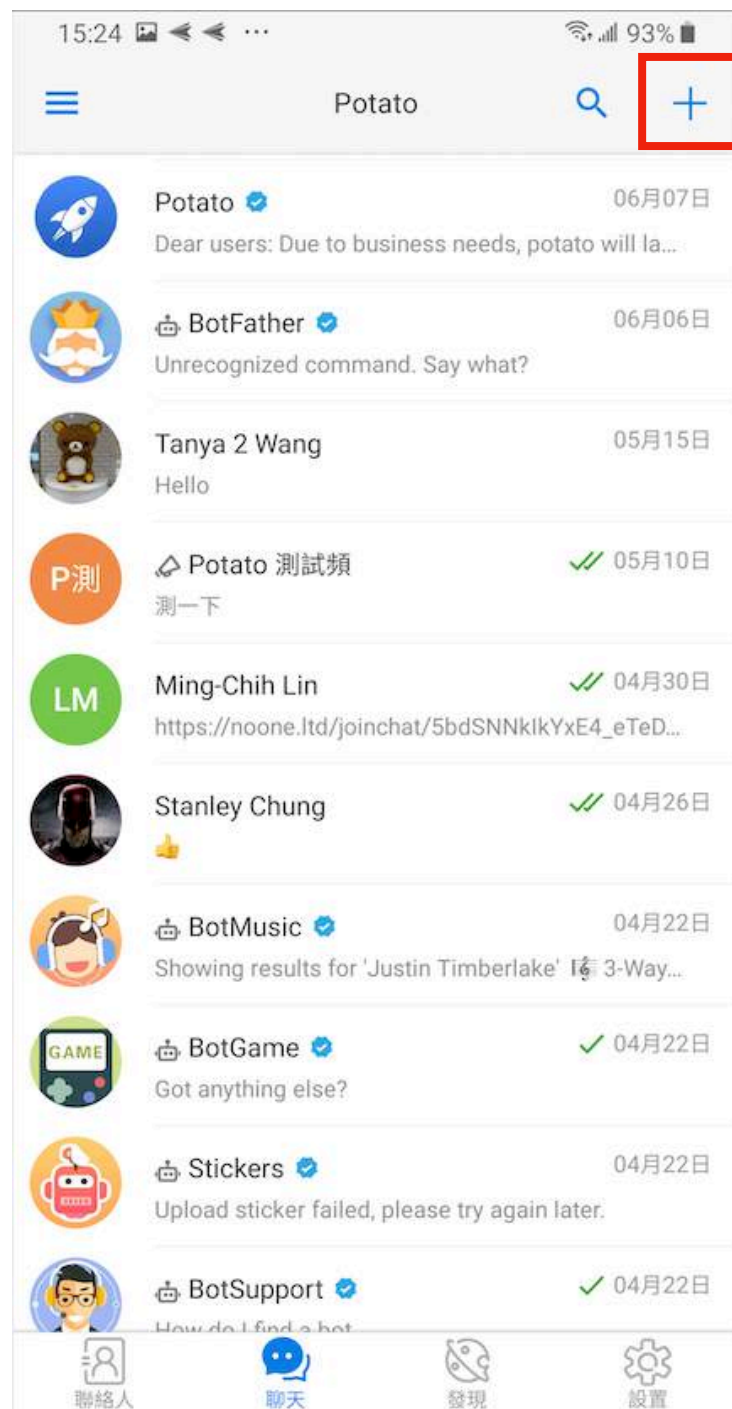 15:24 93%
Potato
Potato 06月07日
Dear users: Due to business needs, potato will la...
BotFather 06月06日
Unrecognized command. Say what?
Tanya 2 Wang 05月15日
Hello
P測 Potato 測試頻 05月10日
測一下
LM Ming-Chih Lin 04月30日
https://noone.ltd/joinchat/5bdSNNkIkYxE4_eTeD...
Stanley Chung 04月26日
👍
BotMusic 04月22日
Showing results for 'Justin Timberlake' 🎼 3-Way...
GAME BotGame 04月22日
Got anything else?
Stickers 04月22日
Upload sticker failed, please try again later.
BotSupport 04月22日
How do I find a bot
聯絡人 聊天 發現 設置